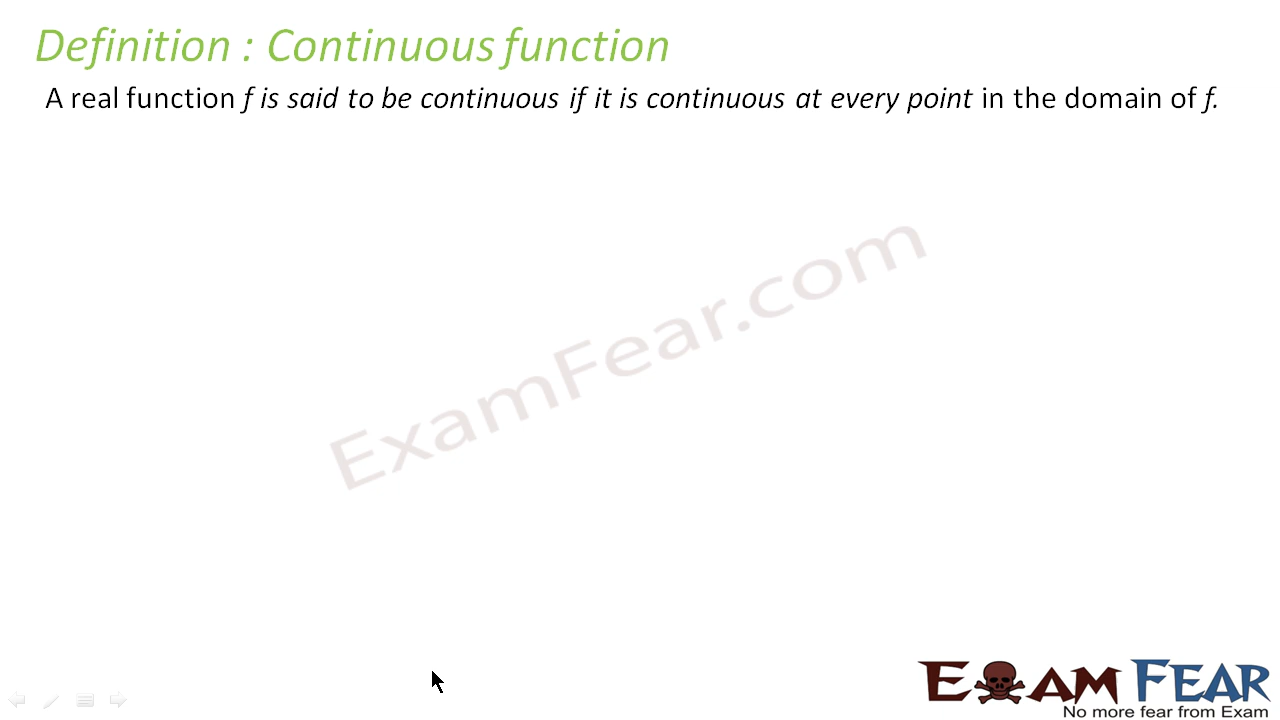 Definition : Continuous function
A real function f is said to be continuous if it is continuous at every point in the domain of f.
ExamFear.com
EXAM FEAR
No more fear from Exam